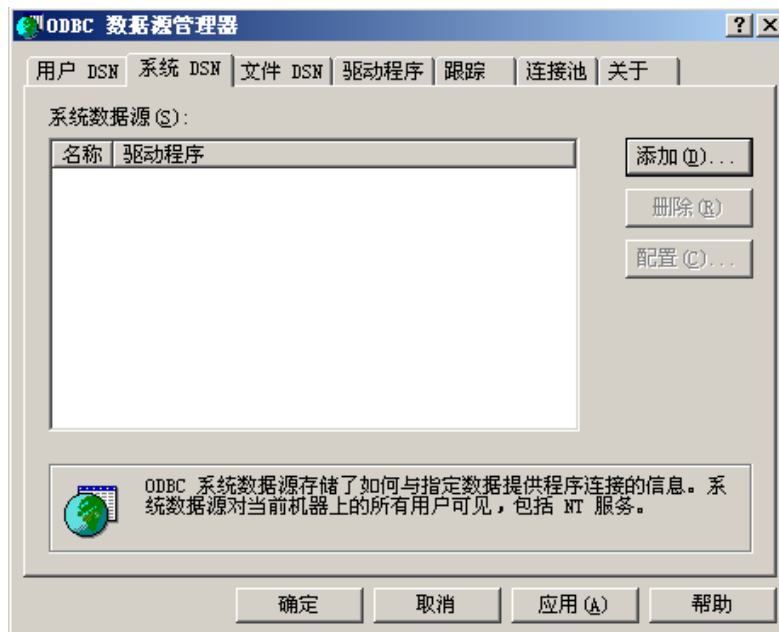 ODBC 数据源管理器
用户 DSN 系统 DSN 文件 DSN 驱动程序 跟踪 连接池 关于
系统数据源(S):
名称 驱动程序
添加(D)...
删除(R)
配置(C)...
ODBC 系统数据源存储了如何与指定数据提供程序连接的信息。系
统数据源对当前机器上的所有用户可见，包括 NT 服务。
确定 取消 应用(A) 帮助